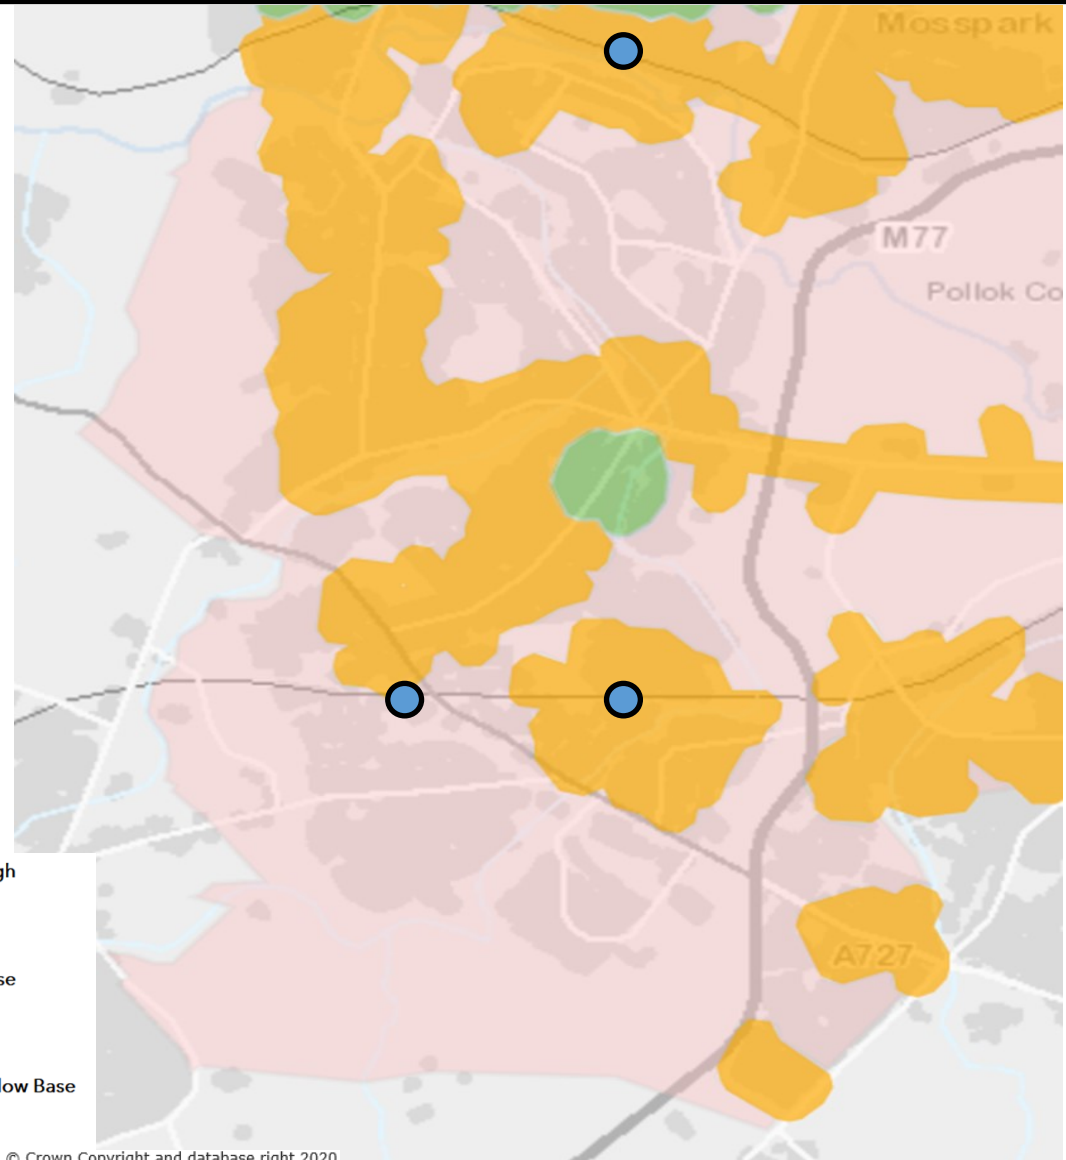 Mosspark
M77
Pollok Co
A727
gh
se
low Base
© Crown Copyright and database right 2020